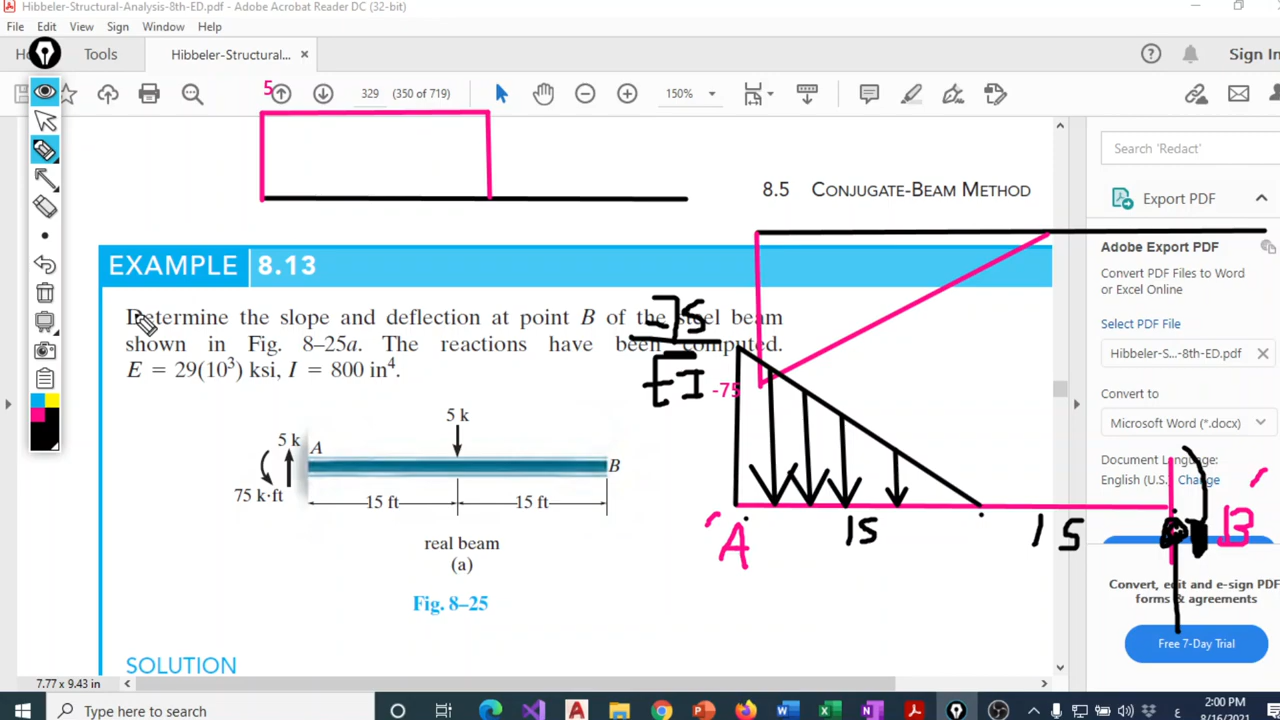 Hibbeler-Structural-Analysis-8th-ED.pdf - Adobe Acrobat Reader DC (32-bit)
File Edit View Sign Window Help
Tools Hibbeler-Structural... × Sign In
329 (350 of 719) 150%
5
8.5 CONJUGATE-BEAM METHOD
Search 'Redact'
Export PDF
Adobe Export PDF
Convert PDF Files to Word
or Excel Online
Select PDF File
Hibbeler-S...-8th-ED.pdf ×
Convert to
Microsoft Word (*.docx)
Document Language:
English (U.S. Change
Convert, edit and e-sign PDF
forms & agreements
Free 7-Day Trial
EXAMPLE 8.13
Determine the slope and deflection at point B of the steel beam
shown in Fig. 8–25a. The reactions have been computed.
E = 29(10³) ksi, I = 800 in⁴.
75
EI
-75
5 k
5 k A
B
75 k·ft
15 ft 15 ft
real beam
(a)
Fig. 8–25
A' 15 15 B'
SOLUTION
7.77 x 9.43 in
Type here to search
2:00 PM